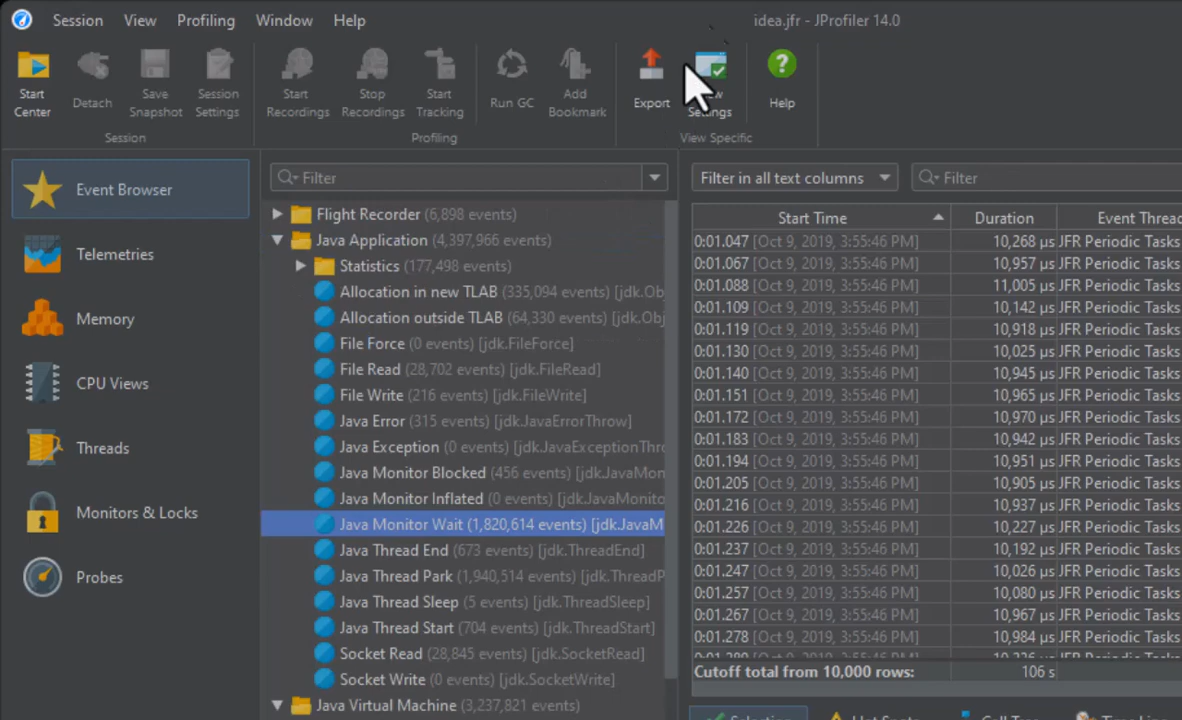 Session View Profiling Window Help idea.jfr - JProfiler 14.0
Start Center
Detach
Save Snapshot
Session Settings
Start Recordings
Stop Recordings
Start Tracking
Run GC
Add Bookmark
Export
Settings
Help
Session Profiling View Specific
Event Browser
Telemetries
Memory
CPU Views
Threads
Monitors & Locks
Probes
Filter
Flight Recorder (6,898 events)
Java Application (4,397,966 events)
Statistics (177,498 events)
Allocation in new TLAB (335,094 events) [jdk.Ob
Allocation outside TLAB (64,330 events) [jdk.Obj
File Force (0 events) [jdk.FileForce]
File Read (28,702 events) [jdk.FileRead]
File Write (216 events) [jdk.FileWrite]
Java Error (315 events) [jdk.JavaErrorThrow]
Java Exception (0 events) [jdk.JavaExceptionThro
Java Monitor Blocked (456 events) [jdk.JavaMon
Java Monitor Inflated (0 events) [jdk.JavaMonito
Java Monitor Wait (1,820,614 events) [jdk.JavaM
Java Thread End (673 events) [jdk.ThreadEnd]
Java Thread Park (1,940,514 events) [jdk.ThreadP
Java Thread Sleep (5 events) [jdk.ThreadSleep]
Java Thread Start (704 events) [jdk.ThreadStart]
Socket Read (28,845 events) [jdk.SocketRead]
Socket Write (0 events) [jdk.SocketWrite]
Java Virtual Machine (3,237,821 events)
Filter in all text columns Filter
Start Time Duration Event Threa
0:01.047 [Oct 9, 2019, 3:55:46 PM] 10,268 µs JFR Periodic Tasks
0:01.067 [Oct 9, 2019, 3:55:46 PM] 10,957 µs JFR Periodic Tasks
0:01.088 [Oct 9, 2019, 3:55:46 PM] 11,005 µs JFR Periodic Tasks
0:01.109 [Oct 9, 2019, 3:55:46 PM] 10,142 µs JFR Periodic Tasks
0:01.119 [Oct 9, 2019, 3:55:46 PM] 10,918 µs JFR Periodic Tasks
0:01.130 [Oct 9, 2019, 3:55:46 PM] 10,025 µs JFR Periodic Tasks
0:01.140 [Oct 9, 2019, 3:55:46 PM] 10,945 µs JFR Periodic Tasks
0:01.151 [Oct 9, 2019, 3:55:46 PM] 10,965 µs JFR Periodic Tasks
0:01.172 [Oct 9, 2019, 3:55:46 PM] 10,970 µs JFR Periodic Tasks
0:01.183 [Oct 9, 2019, 3:55:46 PM] 10,942 µs JFR Periodic Tasks
0:01.194 [Oct 9, 2019, 3:55:46 PM] 10,951 µs JFR Periodic Tasks
0:01.205 [Oct 9, 2019, 3:55:46 PM] 10,905 µs JFR Periodic Tasks
0:01.216 [Oct 9, 2019, 3:55:46 PM] 10,937 µs JFR Periodic Tasks
0:01.226 [Oct 9, 2019, 3:55:46 PM] 10,227 µs JFR Periodic Tasks
0:01.237 [Oct 9, 2019, 3:55:46 PM] 10,192 µs JFR Periodic Tasks
0:01.247 [Oct 9, 2019, 3:55:46 PM] 10,026 µs JFR Periodic Tasks
0:01.257 [Oct 9, 2019, 3:55:46 PM] 10,080 µs JFR Periodic Tasks
0:01.267 [Oct 9, 2019, 3:55:46 PM] 10,967 µs JFR Periodic Tasks
0:01.278 [Oct 9, 2019, 3:55:46 PM] 10,984 µs JFR Periodic Tasks
Cutoff total from 10,000 rows: 106 s